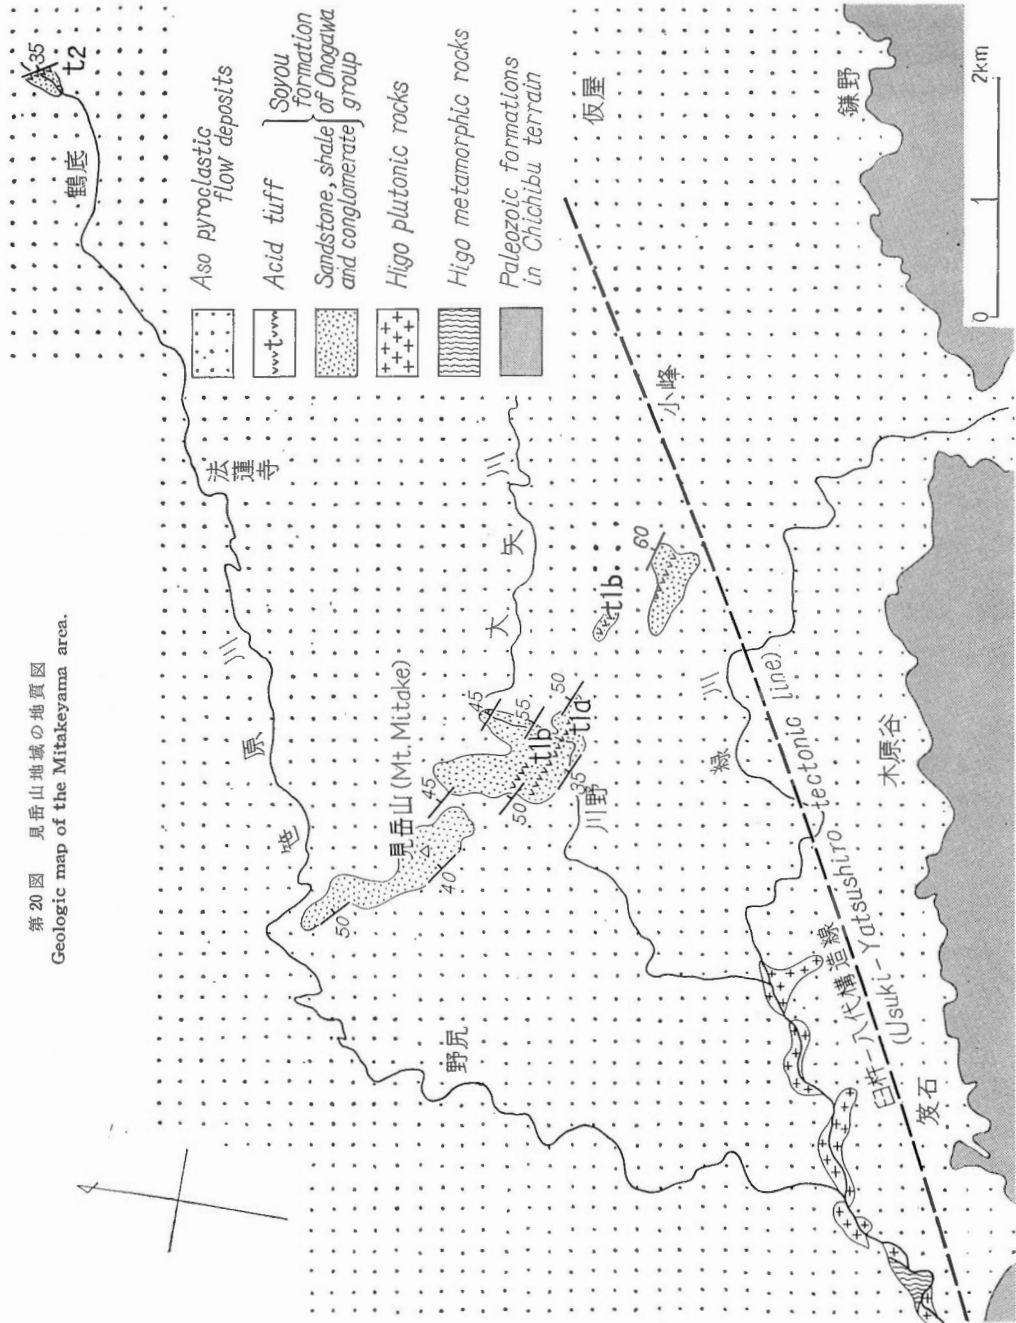 第20図　見岳山地域の地質図
Geologic map of the Mitakeyama area.
Aso pyroclastic
flow deposits
t
Acid tuff
Sandstone, shale
and conglomerate
Soyou
formation
of Onogawa
group
Higo plutonic rocks
Higo metamorphic rocks
Paleozoic formations
in Chichibu terrain
35
t2
鶴底
法蓮寺
笹原川
野尻
見岳山 (Mt. Mitake)
50
40
45
45
55
50
50
35
t1b
t1a
大矢川
川野
t1b
60
仮屋
小峰
鎌野
緑川
木原谷
笈石
臼杵－八代構造線
(Usuki-Yatsushiro tectonic line)
0
1
2km